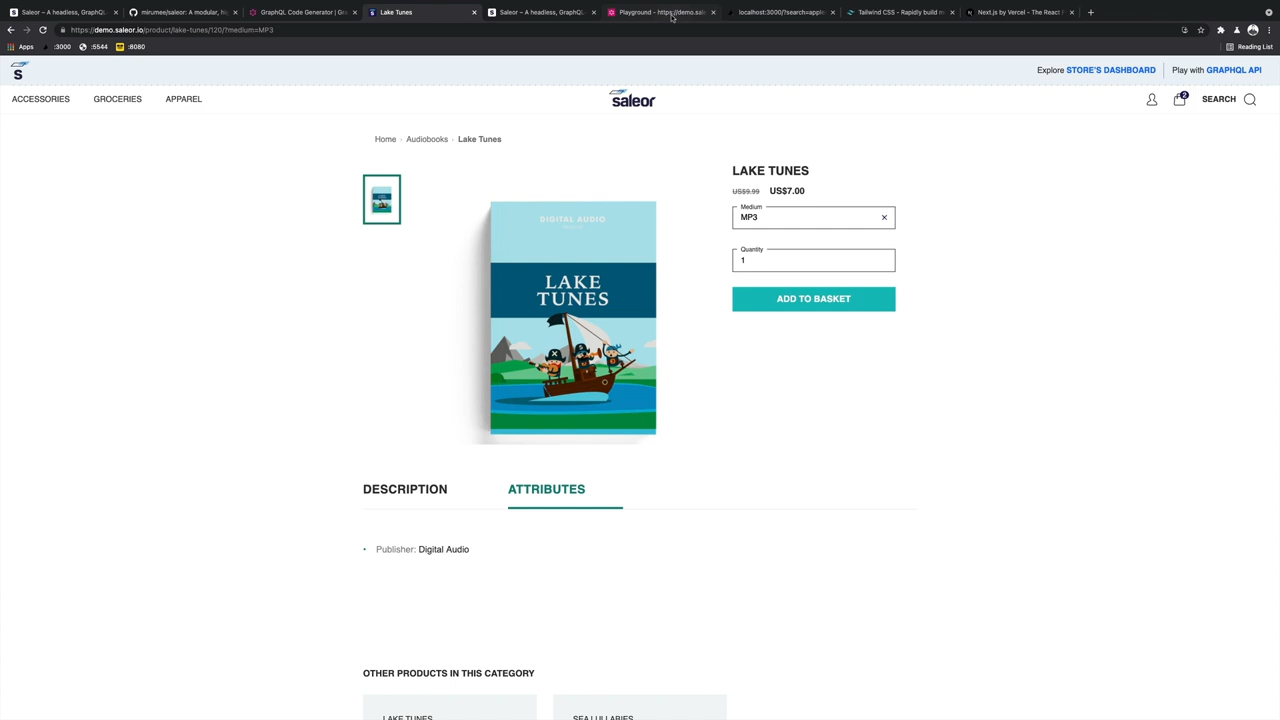 Saleor – A headless, GraphQL
mirumee/saleor: A modular, h
GraphQL Code Generator | Gra
Lake Tunes
Saleor – A headless, GraphQL
Playground - https://demo.sal
localhost:3000/?search=apple
Tailwind CSS - Rapidly build m
Next.js by Vercel - The React F
https://demo.saleor.io/product/lake-tunes/120/?medium=MP3
Apps :3000 :5544 :8080 Reading List
S
Explore STORE'S DASHBOARD Play with GRAPHQL API
ACCESSORIES GROCERIES APPAREL saleor 2 SEARCH
Home Audiobooks Lake Tunes
LAKE TUNES
US$9.99 US$7.00
Medium
MP3
Quantity
1
ADD TO BASKET
DIGITAL AUDIO
LAKE
TUNES
DESCRIPTION ATTRIBUTES
• Publisher: Digital Audio
OTHER PRODUCTS IN THIS CATEGORY
LAKE TUNES SEA LULLABIES